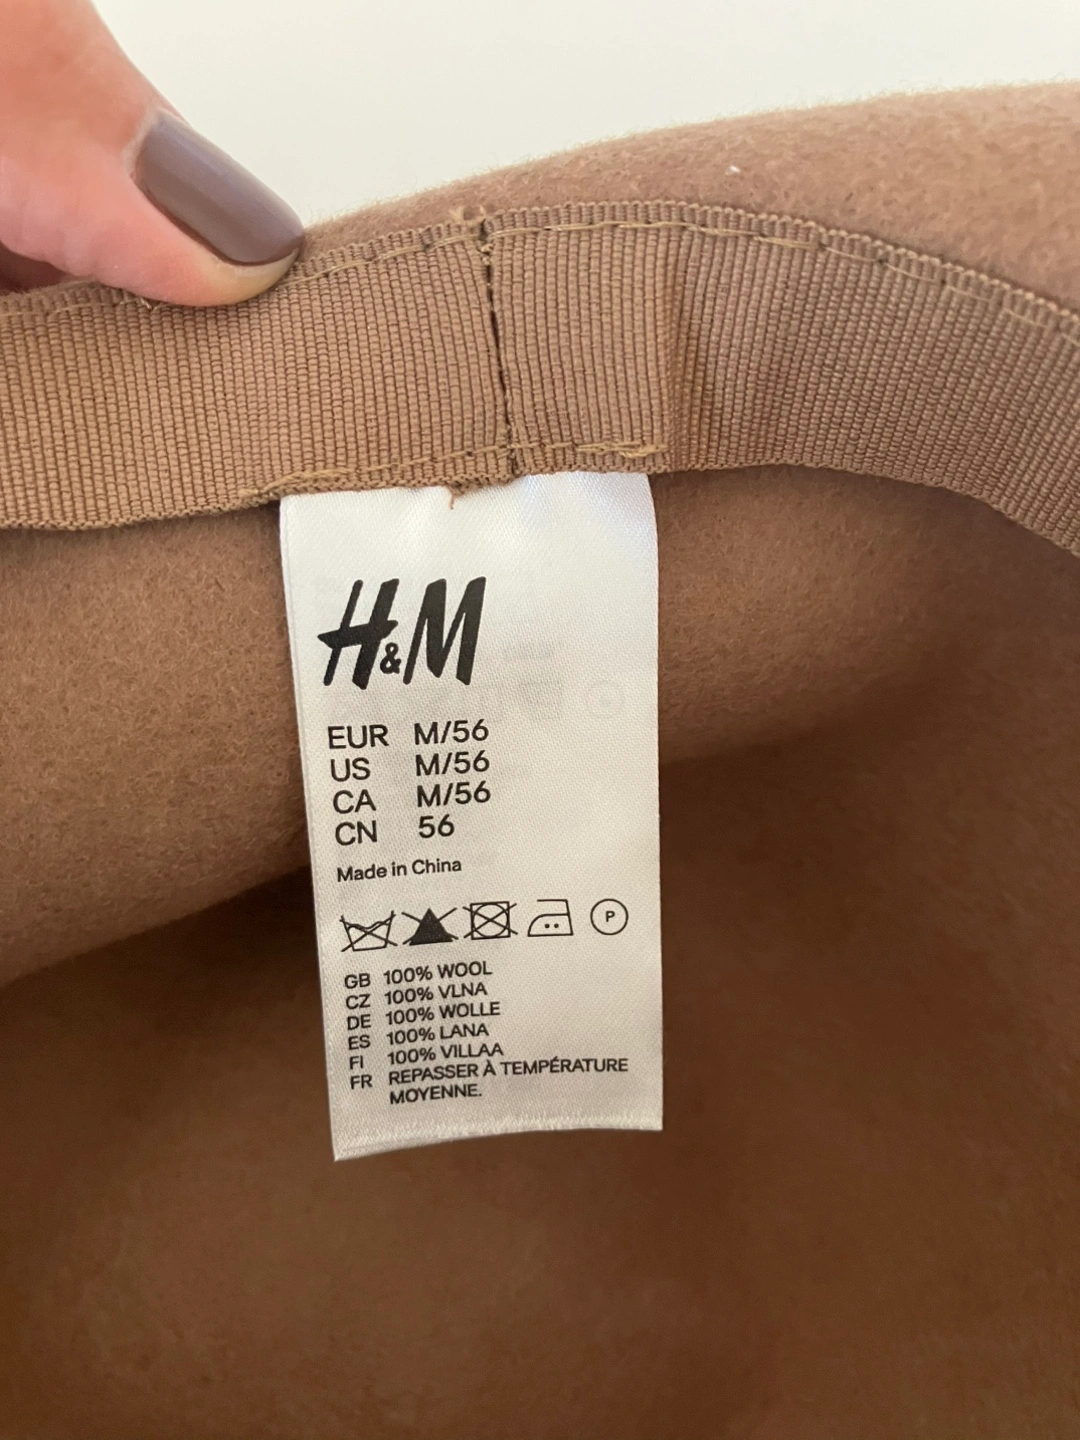 H&M
EUR M/56
US M/56
CA M/56
CN 56
Made in China
P
GB 100% WOOL
CZ 100% VLNA
DE 100% WOLLE
ES 100% LANA
FI 100% VILLAA
FR REPASSER À TEMPÉRATURE
MOYENNE.